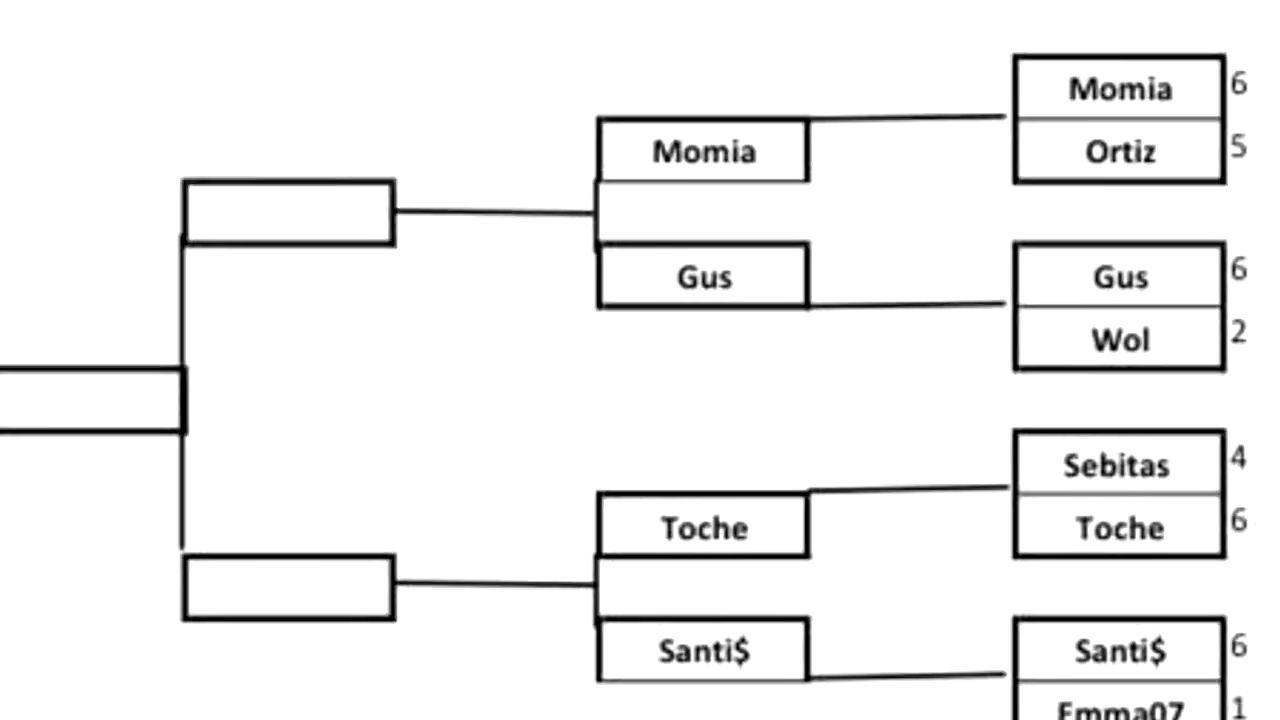 Momia 6
Ortiz 5
Momia
Gus
Gus 6
Wol 2
Sebitas 4
Toche 6
Toche
Santi$
Santi$ 6
Emma07 1